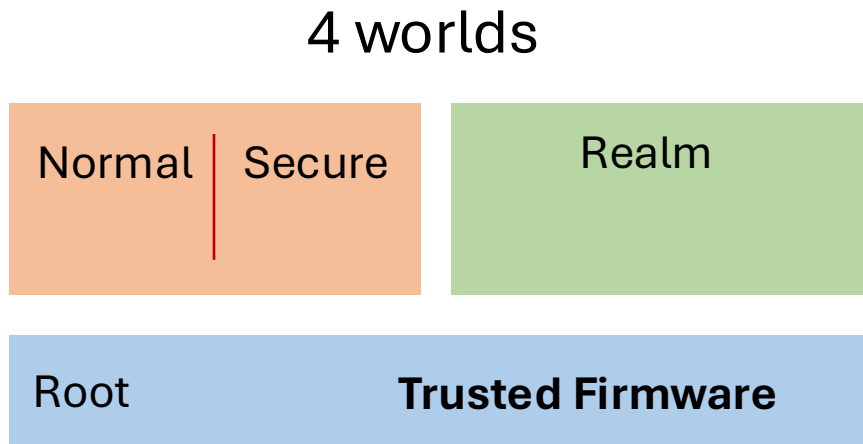 4 worlds
Normal
Secure
Realm
Root
Trusted Firmware